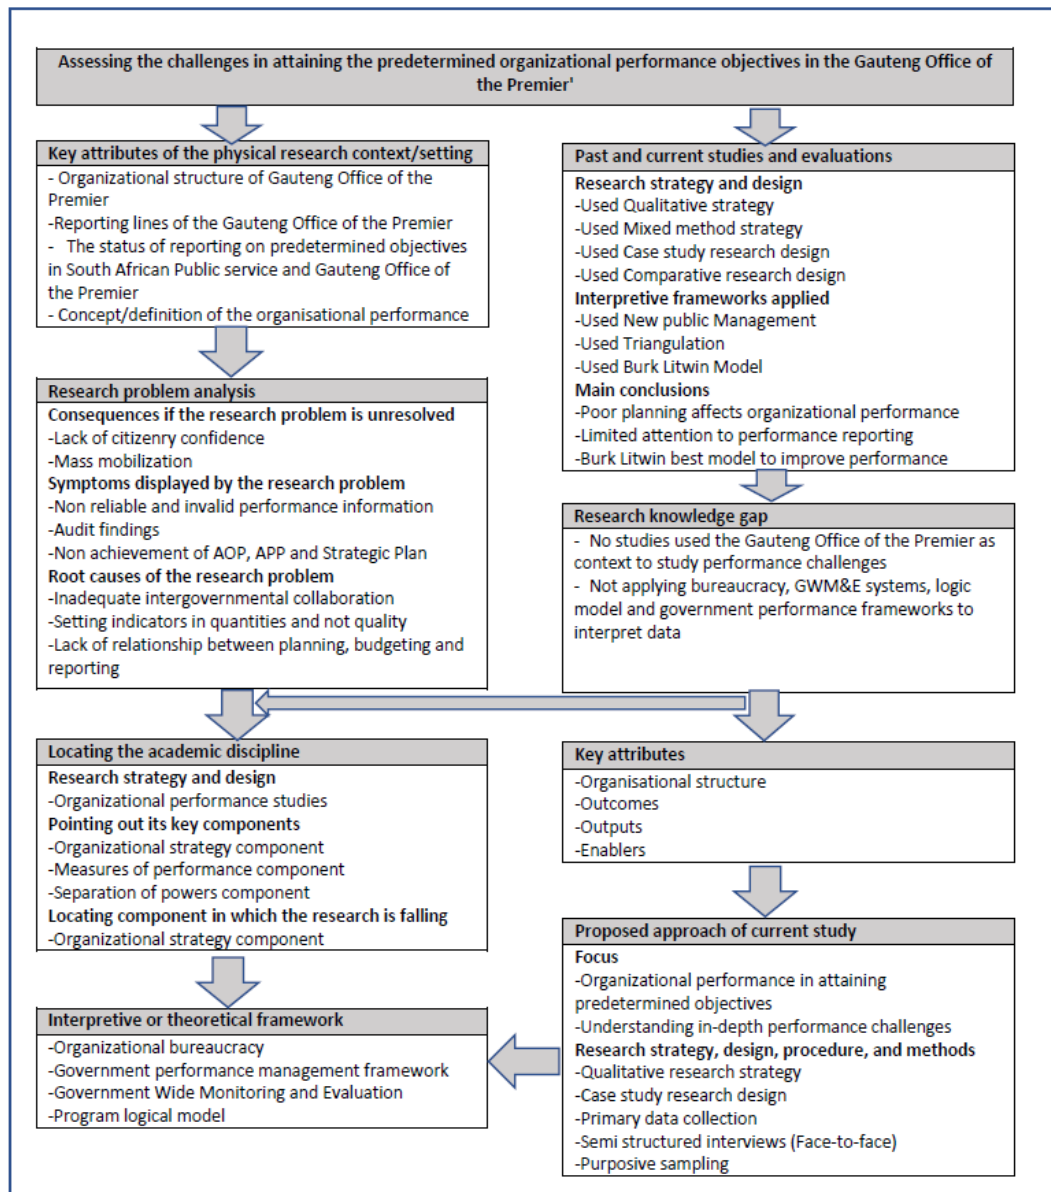 Assessing the challenges in attaining the predetermined organizational performance objectives in the Gauteng Office of
the Premier'
Key attributes of the physical research context/setting
- Organizational structure of Gauteng Office of the
Premier
-Reporting lines of the Gauteng Office of the Premier
- The status of reporting on predetermined objectives
in South African Public service and Gauteng Office of
the Premier
- Concept/definition of the organisational performance
Research problem analysis
Consequences if the research problem is unresolved
-Lack of citizenry confidence
-Mass mobilization
Symptoms displayed by the research problem
-Non reliable and invalid performance information
-Audit findings
-Non achievement of AOP, APP and Strategic Plan
Root causes of the research problem
-Inadequate intergovernmental collaboration
-Setting indicators in quantities and not quality
-Lack of relationship between planning, budgeting and
reporting
Locating the academic discipline
Research strategy and design
-Organizational performance studies
Pointing out its key components
-Organizational strategy component
-Measures of performance component
-Separation of powers component
Locating component in which the research is falling
-Organizational strategy component
Interpretive or theoretical framework
-Organizational bureaucracy
-Government performance management framework
-Government Wide Monitoring and Evaluation
-Program logical model
Past and current studies and evaluations
Research strategy and design
-Used Qualitative strategy
-Used Mixed method strategy
-Used Case study research design
-Used Comparative research design
Interpretive frameworks applied
-Used New public Management
-Used Triangulation
-Used Burk Litwin Model
Main conclusions
-Poor planning affects organizational performance
-Limited attention to performance reporting
-Burk Litwin best model to improve performance
Research knowledge gap
- No studies used the Gauteng Office of the Premier as
context to study performance challenges
- Not applying bureaucracy, GWM&E systems, logic
model and government performance frameworks to
interpret data
Key attributes
-Organisational structure
-Outcomes
-Outputs
-Enablers
Proposed approach of current study
Focus
-Organizational performance in attaining
predetermined objectives
-Understanding in-depth performance challenges
Research strategy, design, procedure, and methods
-Qualitative research strategy
-Case study research design
-Primary data collection
-Semi structured interviews (Face-to-face)
-Purposive sampling